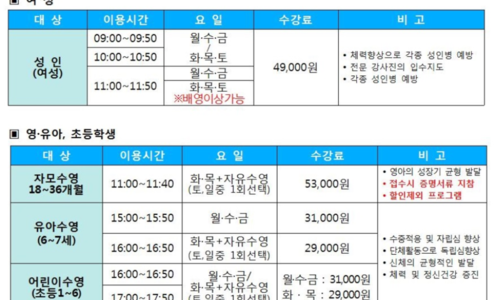 ▣ 여 성
대 상 이용시간 요 일 수강료 비 고
성 인
(여성)
09:00~09:50
10:00~10:50
11:00~11:50
월·수·금
/
화·목·토
월·수·금
화·목·토
※배영이상가능
49,000원
・체력향상으로 각종 성인병 예방
・전문 강사진의 입수지도
・각종 성인병 예방
▣ 영·유아, 초등학생
대 상 이용시간 요 일 수강료 비 고
자모수영
18~36개월
11:00~11:40
화·목+자유수영
(토.일중 1회선택)
53,000원
・영아의 성장기 균형 발달
・접수시 증명서류 지참
・할인제외 프로그램
유아수영
(6~7세)
15:00~15:50 월·수·금 31,000원
16:00~16:50
화·목+자유수영
(토.일중 1회선택)
29,000원
・수중적응 및 자립심 향상
・단체활동으로 독립심향상
・신체의 균형적인 발달
・체력 및 정신건강 증진
어린이수영
(초등1~6)
16:00~16:50
17:00~17:50
월·수·금/
화·목+자유수영
월·수·금 : 31,000원
화 · 목 : 29,000원